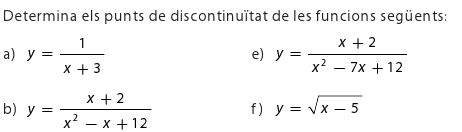 Determina els punts de discontinuïtat de les funcions següents:
a) y = 1 / (x + 3)
e) y = (x + 2) / (x² − 7x + 12)
b) y = (x + 2) / (x² − x + 12)
f) y = √(x − 5)